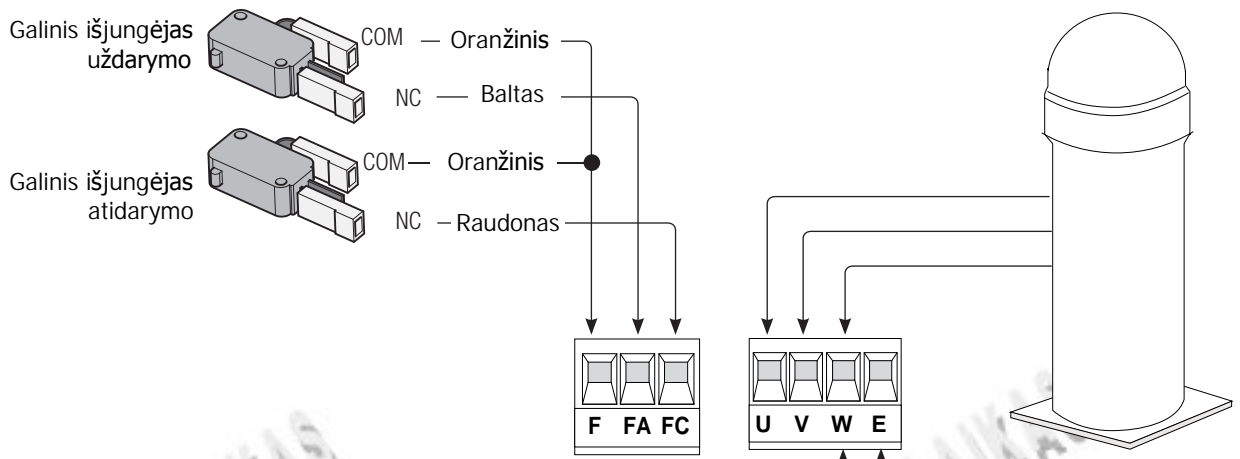 Galinis išjungėjas
uždarymo
COM – Oranžinis
NC – Baltas
Galinis išjungėjas
atidarymo
COM – Oranžinis
NC – Raudonas
F FA FC
U V W E